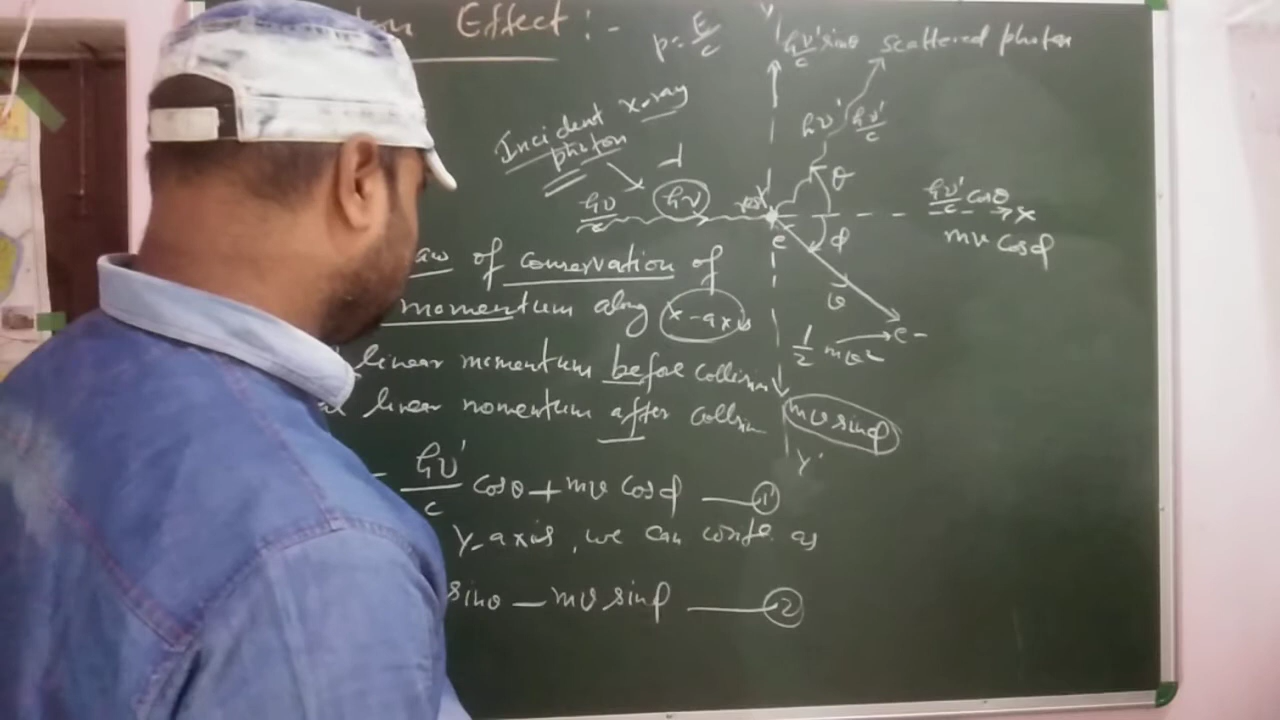 Effect :-
p = E/c
Y
hν'/c sinθ
scattered photon
Incident x-ray
photon
hν' hν'/c
θ
hν/c hν rest
hν'/c cosθ
X
mv cosϕ
e ϕ
of conservation of
momentum along x-axis
v
e-
1/2 mv2
linear momentum before collision
linear momentum after collision
mv sinϕ
Y'
hν'/c cosθ + mv cosϕ — 1
Y-axis, we can write as
sinθ — mv sinϕ — 2